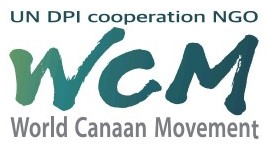 UN DPI cooperation NGO
WCM
World Canaan Movement